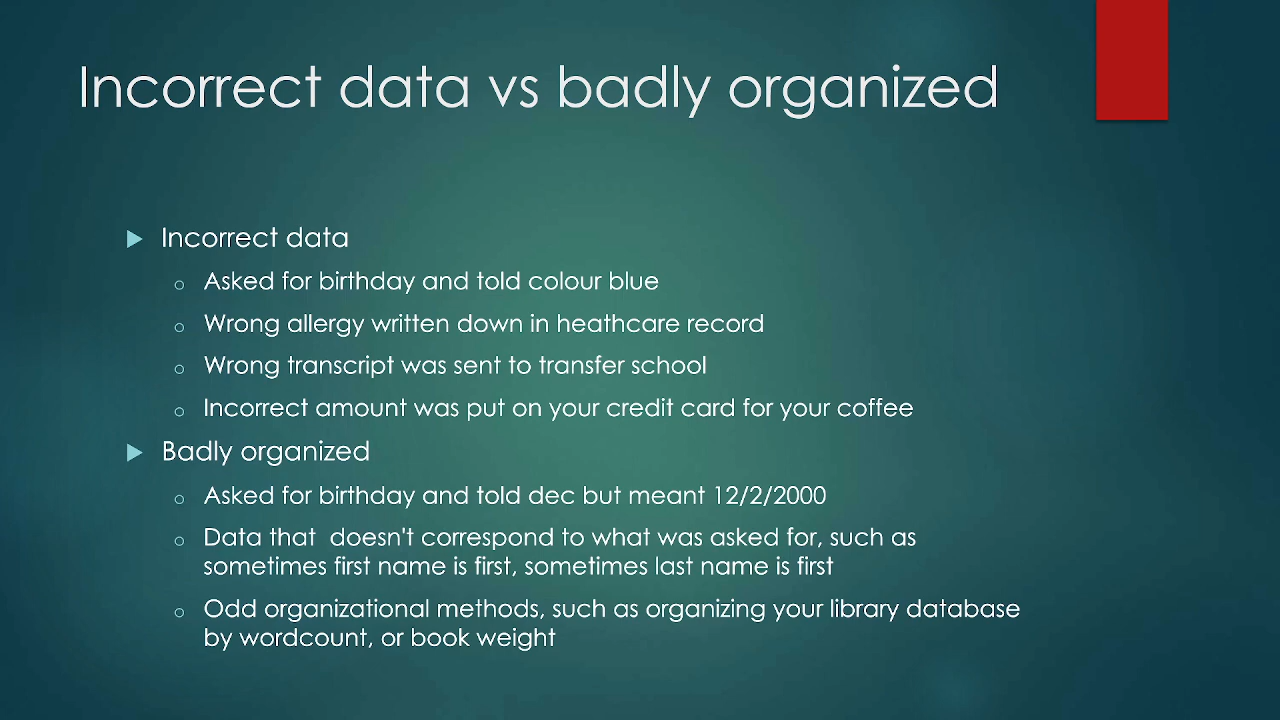 Incorrect data vs badly organized
Incorrect data
Asked for birthday and told colour blue
Wrong allergy written down in heathcare record
Wrong transcript was sent to transfer school
Incorrect amount was put on your credit card for your coffee
Badly organized
Asked for birthday and told dec but meant 12/2/2000
Data that  doesn't correspond to what was asked for, such as
sometimes first name is first, sometimes last name is first
Odd organizational methods, such as organizing your library database
by wordcount, or book weight